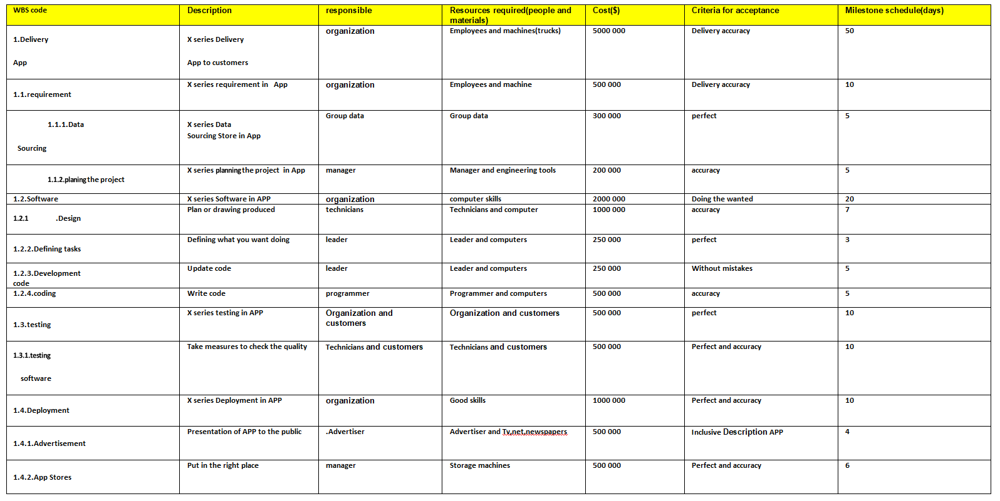 WBS code Description responsible Resources required(people and materials) Cost($) Criteria for acceptance Milestone schedule(days)
1.Delivery App X series Delivery App to customers organization Employees and machines(trucks) 5000 000 Delivery accuracy 50
1.1.requirement X series requirement in App organization Employees and machine 500 000 Delivery accuracy 10
1.1.1.Data Sourcing X series Data Sourcing Store in App Group data Group data 300 000 perfect 5
1.1.2.planing the project X series planning the project in App manager Manager and engineering tools 200 000 accuracy 5
1.2.Software X series Software in APP organization computer skills 2000 000 Doing the wanted 20
1.2.1 .Design Plan or drawing produced technicians Technicians and computer 1000 000 accuracy 7
1.2.2.Defining tasks Defining what you want doing leader Leader and computers 250 000 perfect 3
1.2.3.Development code Update code leader Leader and computers 250 000 Without mistakes 5
1.2.4.coding Write code programmer Programmer and computers 500 000 accuracy 5
1.3.testing X series testing in APP Organization and customers Organization and customers 500 000 perfect 10
1.3.1.testing software Take measures to check the quality Technicians and customers Technicians and customers 500 000 Perfect and accuracy 10
1.4.Deployment X series Deployment in APP organization Good skills 1000 000 Perfect and accuracy 10
1.4.1.Advertisement Presentation of APP to the public .Advertiser Advertiser and Tv,net,newspapers 500 000 Inclusive Description APP 4
1.4.2.App Stores Put in the right place manager Storage machines 500 000 Perfect and accuracy 6